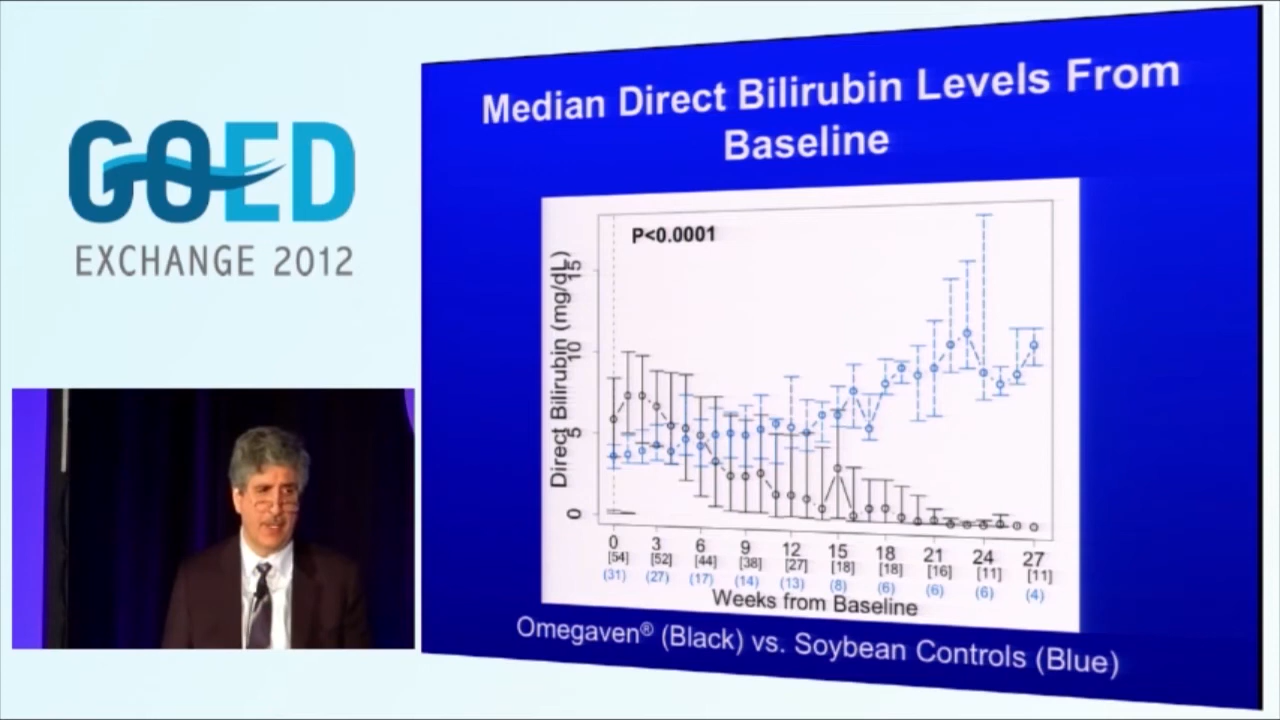 GOED
EXCHANGE 2012
Median Direct Bilirubin Levels From
Baseline
P<0.0001
Direct Bilirubin (mg/dL)
15
10
5
0
0 3 6 9 12 15 18 21 24 27
[54] [52] [44] [38] [27] [18] [18] [16] [11] [11]
(31) (27) (17) (14) (13) (8) (6) (6) (6) (4)
Weeks from Baseline
Omegaven® (Black) vs. Soybean Controls (Blue)